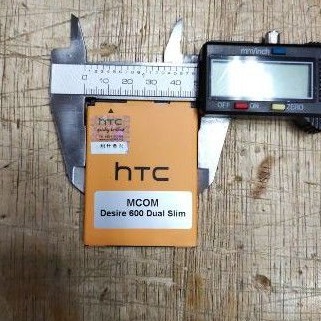 mm/inch
0 10 20 30 40
OFF ON ZERO
hTC
hTC
MCOM
Desire 600 Dual Slim